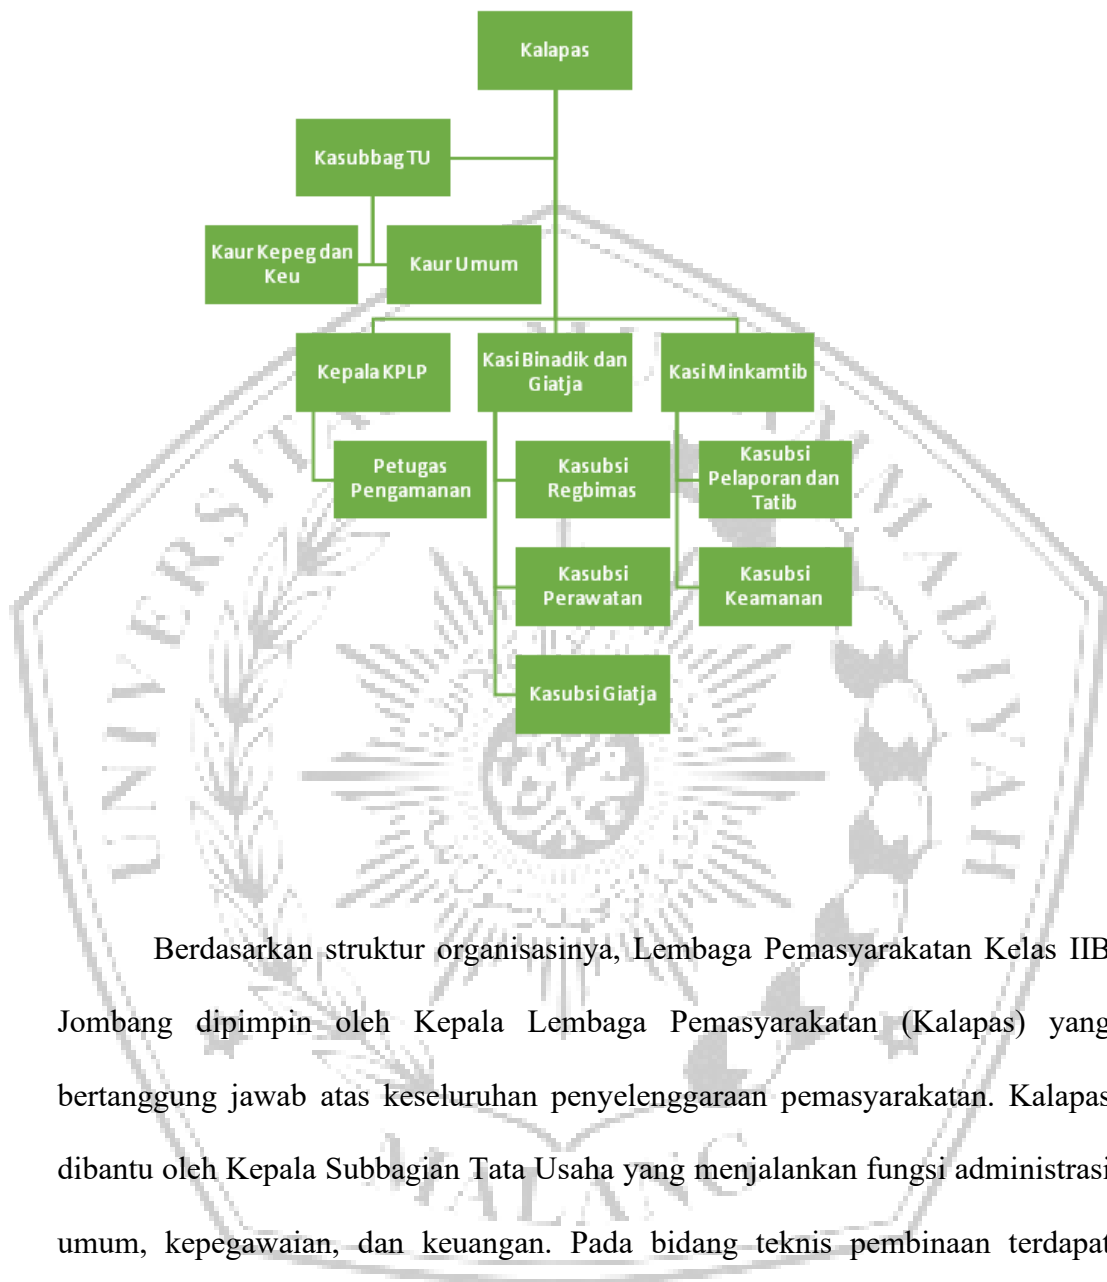 Kalapas
Kasubbag TU
Kaur Kepeg dan
Keu
Kaur Umum
Kepala KPLP
Kasi Binadik dan
Giatja
Kasi Minkamtib
Petugas
Pengamanan
Kasubsi
Regbimas
Kasubsi
Pelaporan dan
Tatib
Kasubsi
Perawatan
Kasubsi
Keamanan
Kasubsi Giatja
Berdasarkan struktur organisasinya, Lembaga Pemasyarakatan Kelas IIB
Jombang dipimpin oleh Kepala Lembaga Pemasyarakatan (Kalapas) yang
bertanggung jawab atas keseluruhan penyelenggaraan pemasyarakatan. Kalapas
dibantu oleh Kepala Subbagian Tata Usaha yang menjalankan fungsi administrasi
umum, kepegawaian, dan keuangan. Pada bidang teknis pembinaan terdapat
MALANG